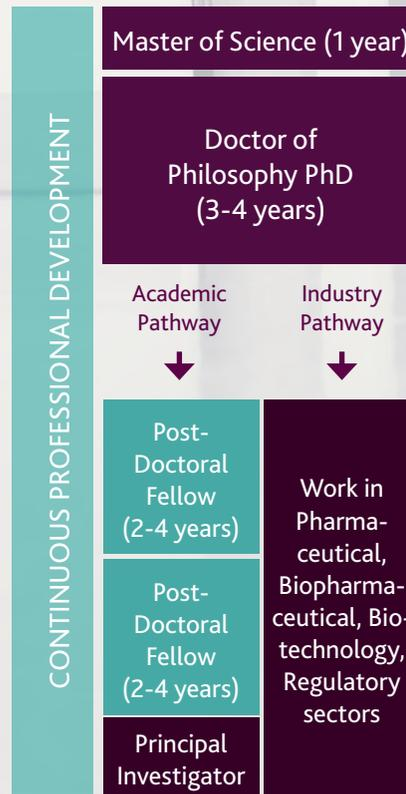 CONTINUOUS PROFESSIONAL DEVELOPMENT
Master of Science (1 year)
Doctor of
Philosophy PhD
(3-4 years)
Academic
Pathway
Industry
Pathway
Post-
Doctoral
Fellow
(2-4 years)
Post-
Doctoral
Fellow
(2-4 years)
Principal
Investigator
Work in
Pharma-
ceutical,
Biopharma-
ceutical, Bio-
technology,
Regulatory
sectors